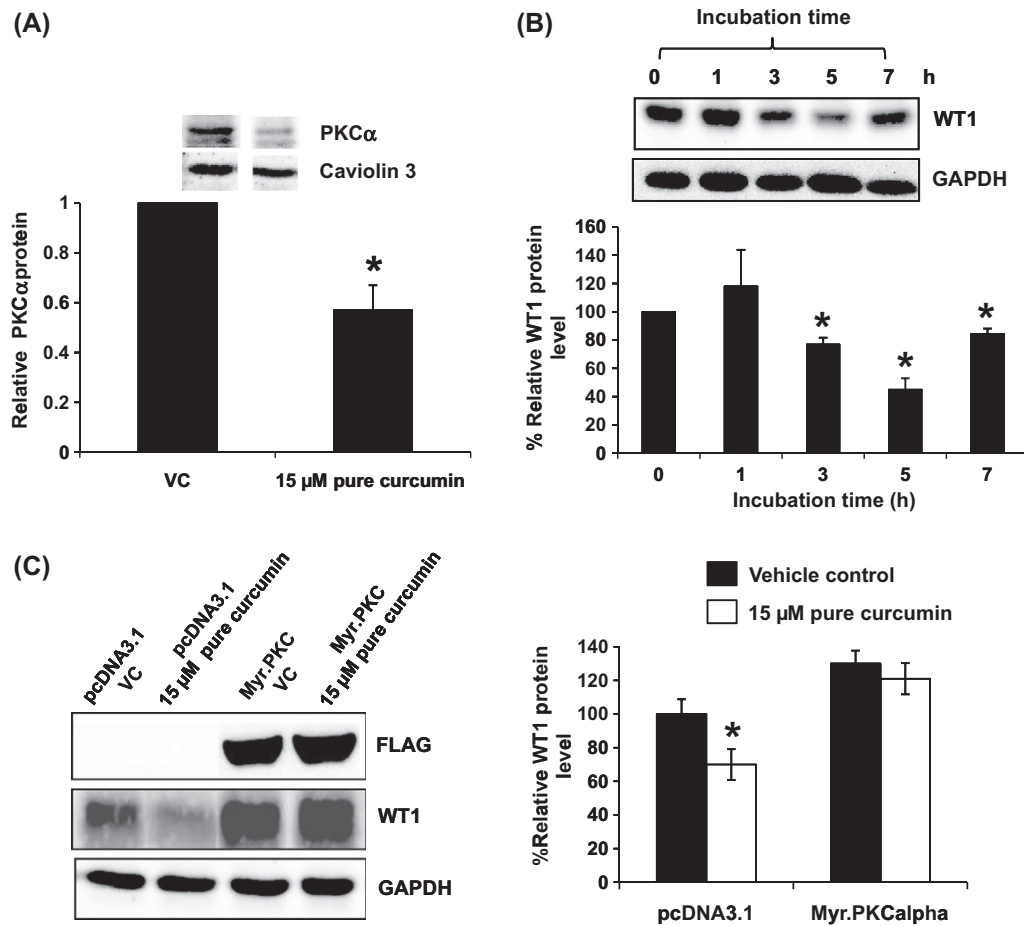 (A)
PKCα
Caviolin 3
Relative PKCαprotein
1
0.8
0.6
0.4
0.2
0
*
VC
15 µM pure curcumin
(B)
Incubation time
0 1 3 5 7 h
WT1
GAPDH
% Relative WT1 protein
level
160
140
120
100
80
60
40
20
0
*
*
*
0 1 3 5 7
Incubation time (h)
(C)
pcDNA3.1
VC
pcDNA3.1
15 µM pure curcumin
Myr.PKC
VC
Myr.PKC
15 µM pure curcumin
FLAG
WT1
GAPDH
Vehicle control
15 µM pure curcumin
%Relative WT1 protein
level
140
120
100
80
60
40
20
0
*
pcDNA3.1
Myr.PKCalpha